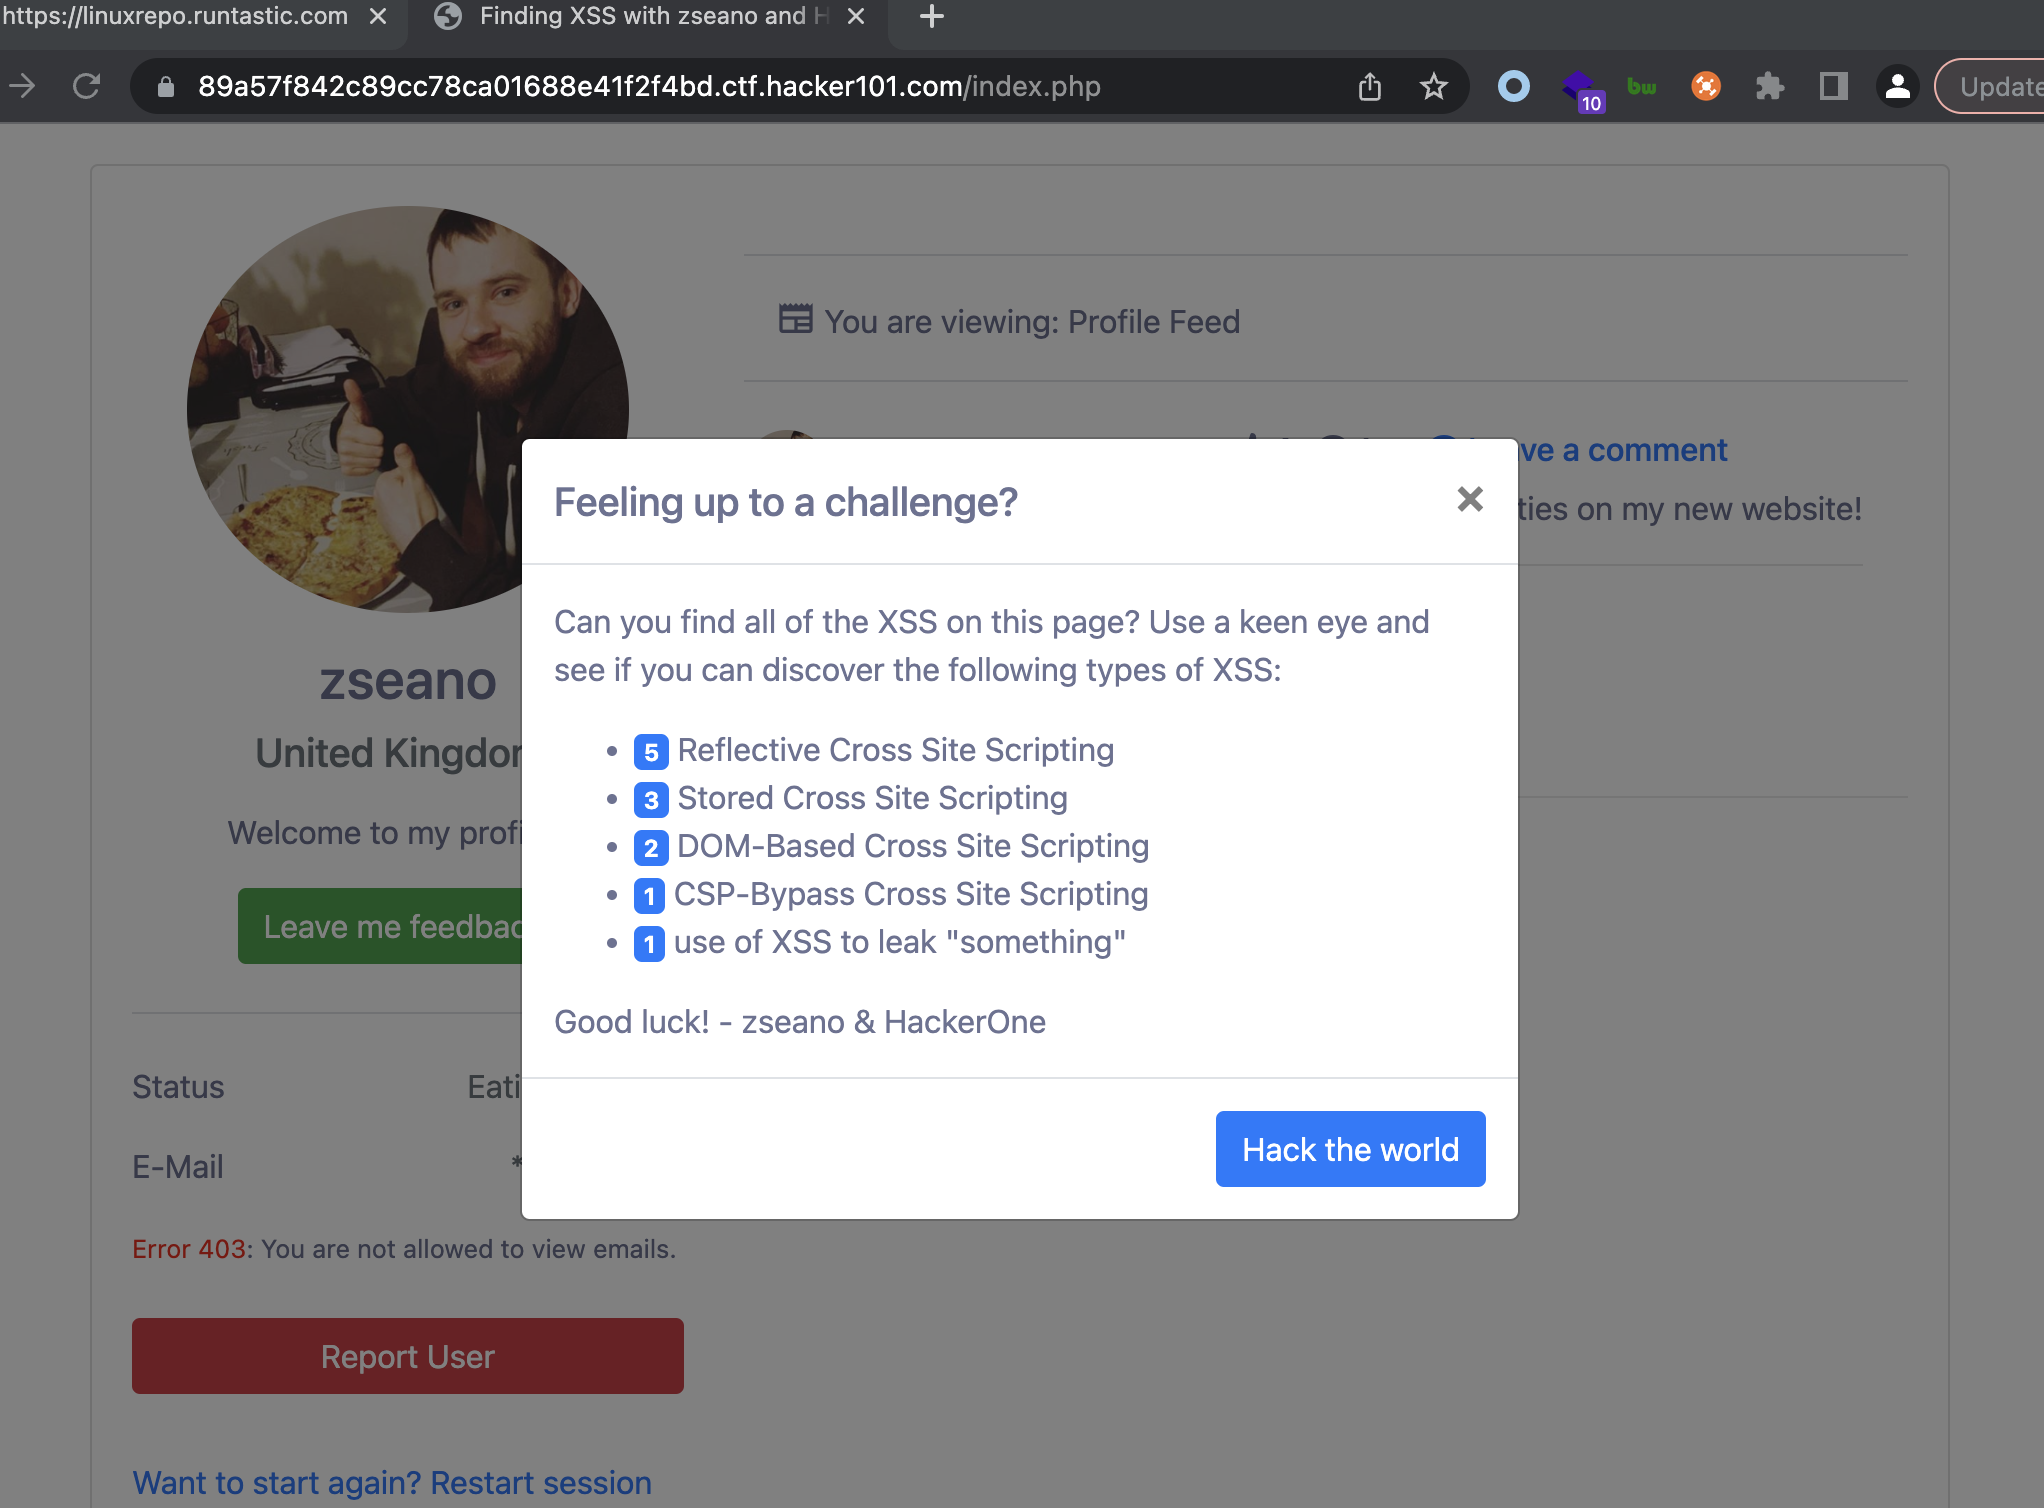 https://linuxrepo.runtastic.com
Finding XSS with zseano and H
89a57f842c89cc78ca01688e41f2f4bd.ctf.hacker101.com/index.php
10
bw
Update
You are viewing: Profile Feed
ve a comment
ties on my new website!
Feeling up to a challenge?
Can you find all of the XSS on this page? Use a keen eye and
see if you can discover the following types of XSS:
• 5 Reflective Cross Site Scripting
• 3 Stored Cross Site Scripting
• 2 DOM-Based Cross Site Scripting
• 1 CSP-Bypass Cross Site Scripting
• 1 use of XSS to leak "something"
Good luck! - zseano & HackerOne
Hack the world
zseano
United Kingdo
Welcome to my profi
Leave me feedbac
Status Eati
E-Mail *
Error 403: You are not allowed to view emails.
Report User
Want to start again? Restart session